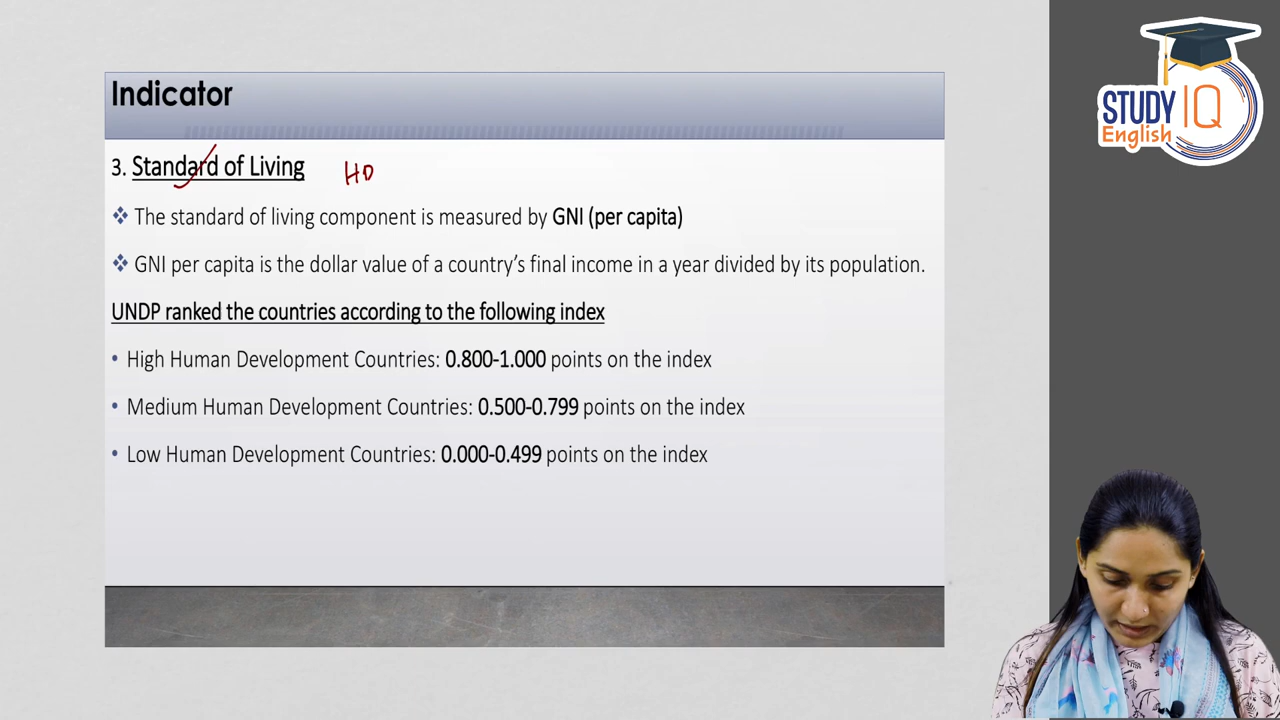 Indicator
3. Standard of Living HD
❖ The standard of living component is measured by GNI (per capita)
❖ GNI per capita is the dollar value of a country's final income in a year divided by its population.
UNDP ranked the countries according to the following index
• High Human Development Countries: 0.800-1.000 points on the index
• Medium Human Development Countries: 0.500-0.799 points on the index
• Low Human Development Countries: 0.000-0.499 points on the index
STUDY IQ
English